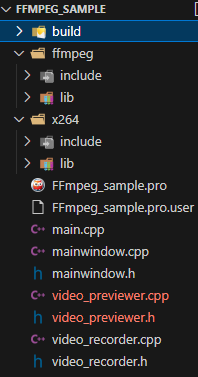 FFMPEG_SAMPLE
build
ffmpeg
include
lib
x264
include
lib
FFmpeg_sample.pro
FFmpeg_sample.pro.user
main.cpp
mainwindow.cpp
mainwindow.h
video_previewer.cpp
video_previewer.h
video_recorder.cpp
video_recorder.h